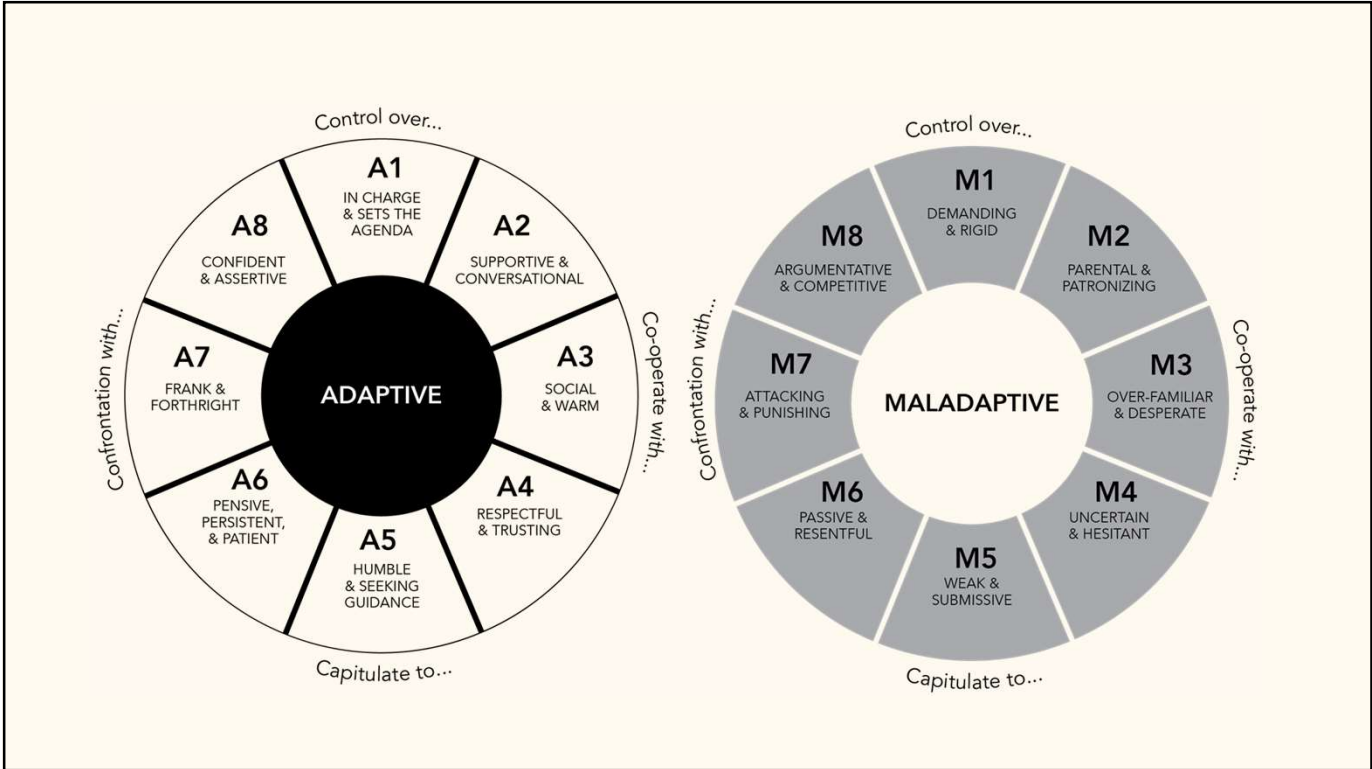 Control over...
A1
IN CHARGE
& SETS THE
AGENDA
A2
SUPPORTIVE &
CONVERSATIONAL
A3
SOCIAL
& WARM
A4
RESPECTFUL
& TRUSTING
A5
HUMBLE
& SEEKING
GUIDANCE
A6
PENSIVE,
PERSISTENT,
& PATIENT
A7
FRANK &
FORTHRIGHT
A8
CONFIDENT
& ASSERTIVE
ADAPTIVE
Co-operate with...
Capitulate to...
Confrontation with...
Control over...
M1
DEMANDING
& RIGID
M2
PARENTAL &
PATRONIZING
M3
OVER-FAMILIAR
& DESPERATE
M4
UNCERTAIN
& HESITANT
M5
WEAK &
SUBMISSIVE
M6
PASSIVE &
RESENTFUL
M7
ATTACKING
& PUNISHING
M8
ARGUMENTATIVE
& COMPETITIVE
MALADAPTIVE
Co-operate with...
Capitulate to...
Confrontation with...